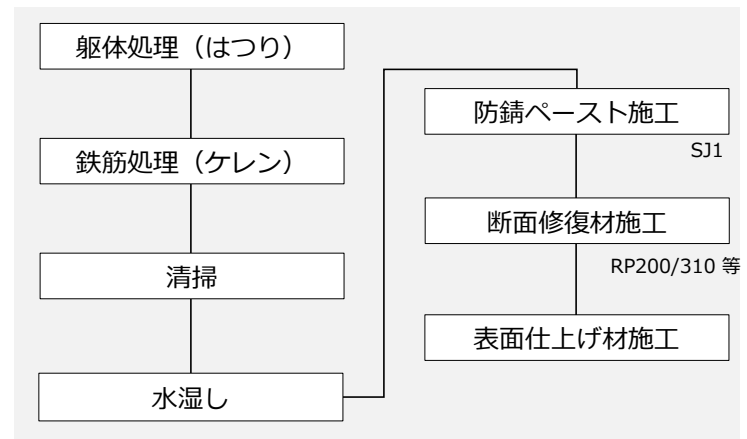 躯体処理（はつり）
鉄筋処理（ケレン）
清掃
水湿し
防錆ペースト施工
SJ1
断面修復材施工
RP200/310 等
表面仕上げ材施工